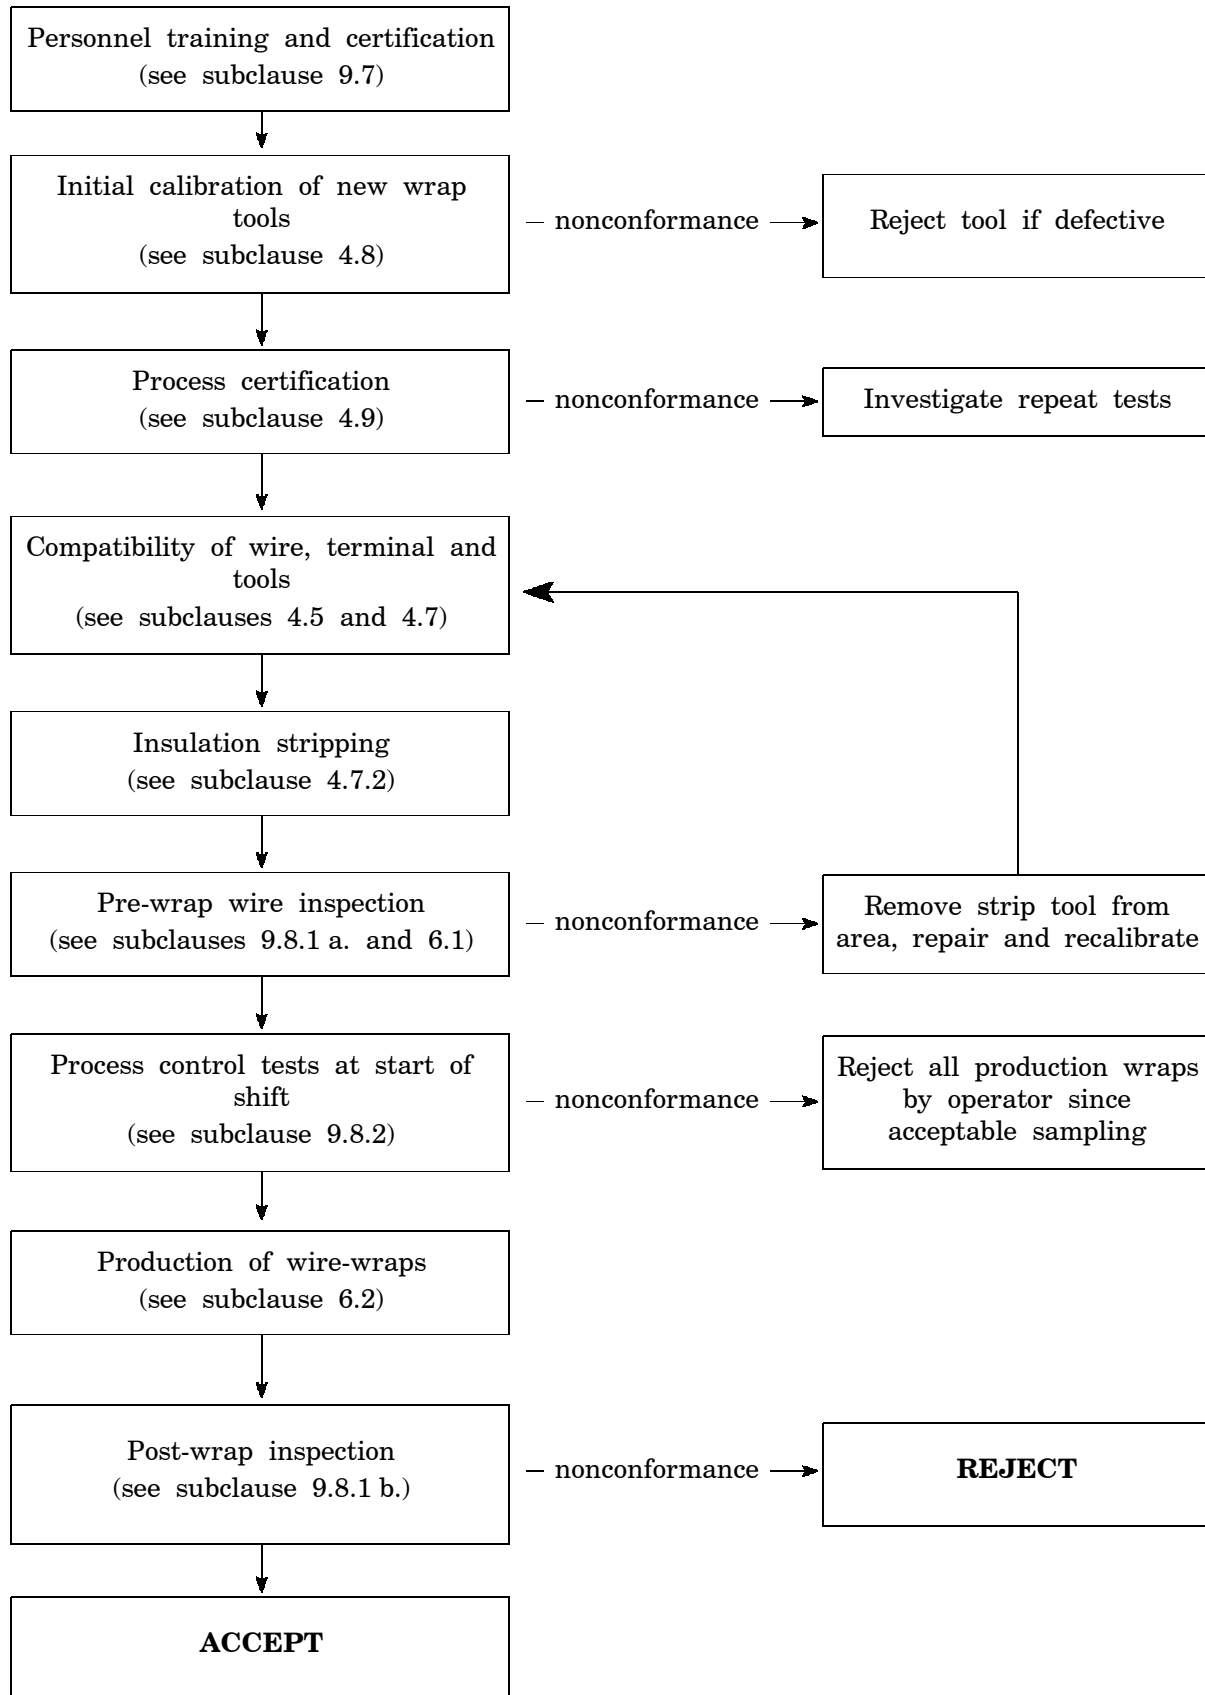 Personnel training and certification
(see subclause 9.7)
Initial calibration of new wrap
tools
(see subclause 4.8)
nonconformance
Reject tool if defective
Process certification
(see subclause 4.9)
nonconformance
Investigate repeat tests
Compatibility of wire, terminal and
tools
(see subclauses 4.5 and 4.7)
Insulation stripping
(see subclause 4.7.2)
Pre-wrap wire inspection
(see subclauses 9.8.1 a. and 6.1)
nonconformance
Remove strip tool from
area, repair and recalibrate
Process control tests at start of
shift
(see subclause 9.8.2)
nonconformance
Reject all production wraps
by operator since
acceptable sampling
Production of wire-wraps
(see subclause 6.2)
Post-wrap inspection
(see subclause 9.8.1 b.)
nonconformance
REJECT
ACCEPT